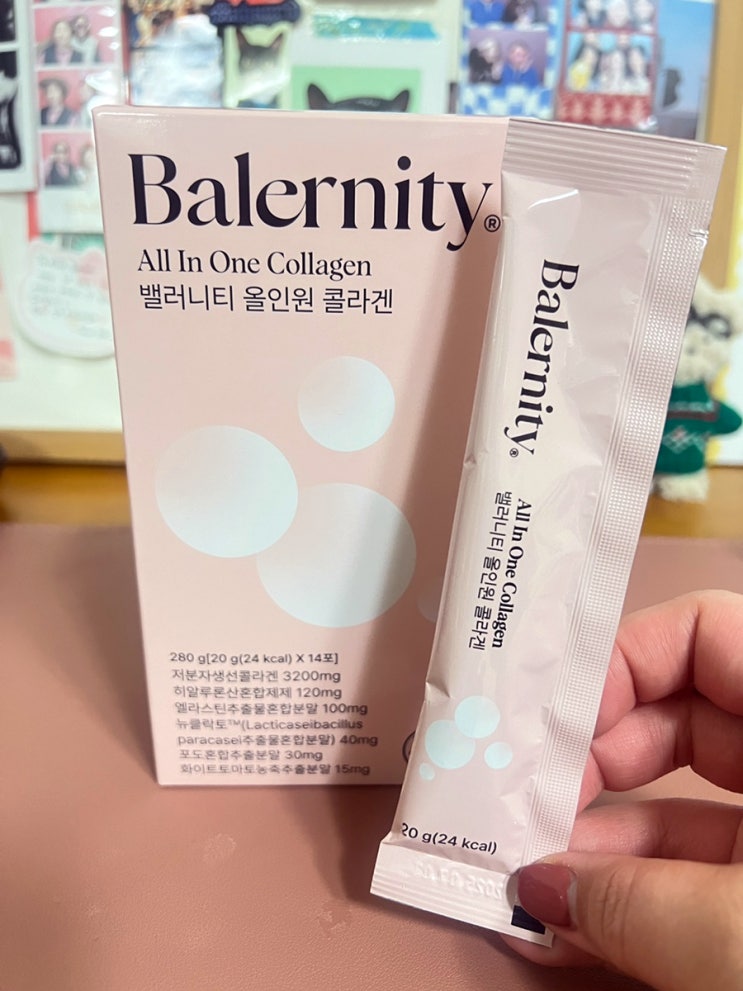 Balernity®
All In One Collagen
밸러니티 올인원 콜라겐
280 g[20 g(24 kcal) X 14포]
저분자생선콜라겐 3200mg
히알루론산혼합제제 120mg
엘라스틴추출물혼합분말 100mg
뉴클락토™(Lacticaseibacillus
paracasei추출물혼합분말) 40mg
포도혼합추출분말 30mg
화이트토마토농축추출분말 15mg
Balernity®
All In One Collagen
밸러니티 올인원 콜라겐
20 g(24 kcal)